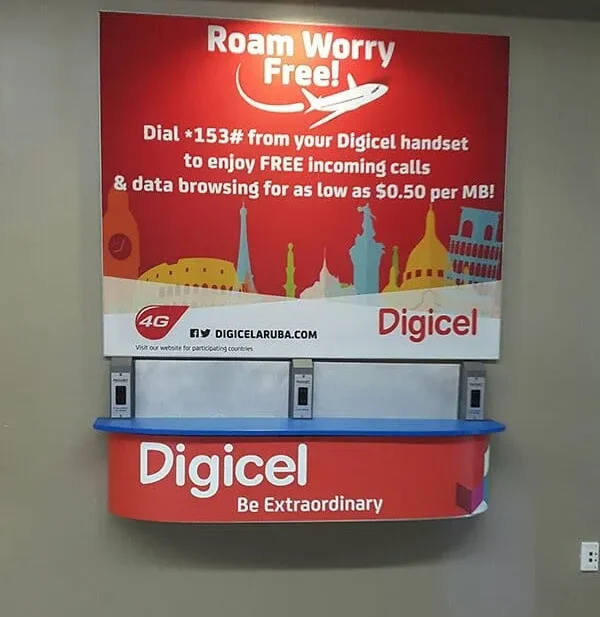 Roam Worry
Free!
Dial *153# from your Digicel handset
to enjoy FREE incoming calls
& data browsing for as low as $0.50 per MB!
4G
DIGICELARUBA.COM
Digicel
Visit our website for participating countries
Digicel
Be Extraordinary